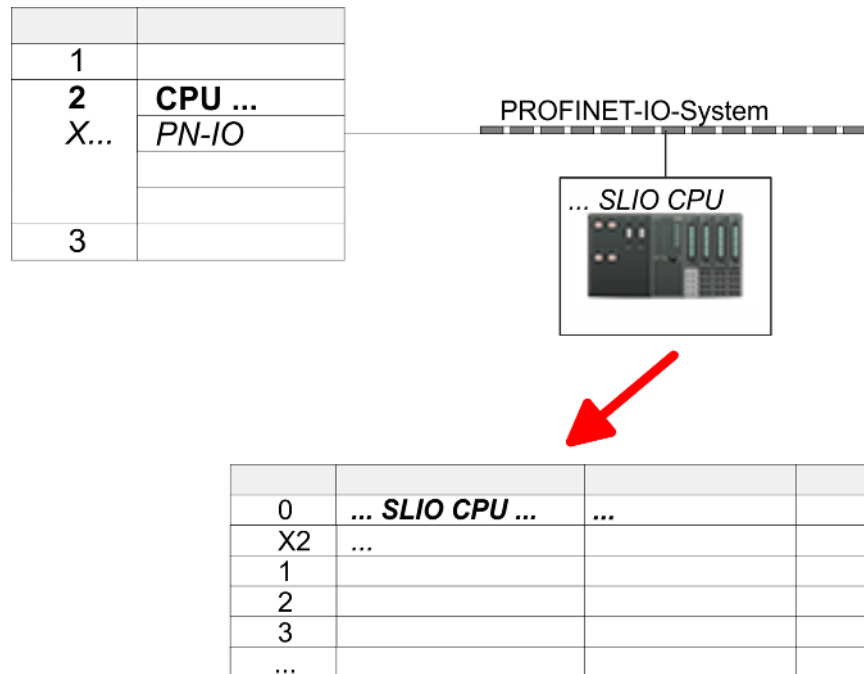 1
2 CPU ...
X... PN-IO
3
PROFINET-IO-System
... SLIO CPU
0 ... SLIO CPU ... ...
X2 ...
1
2
3
...